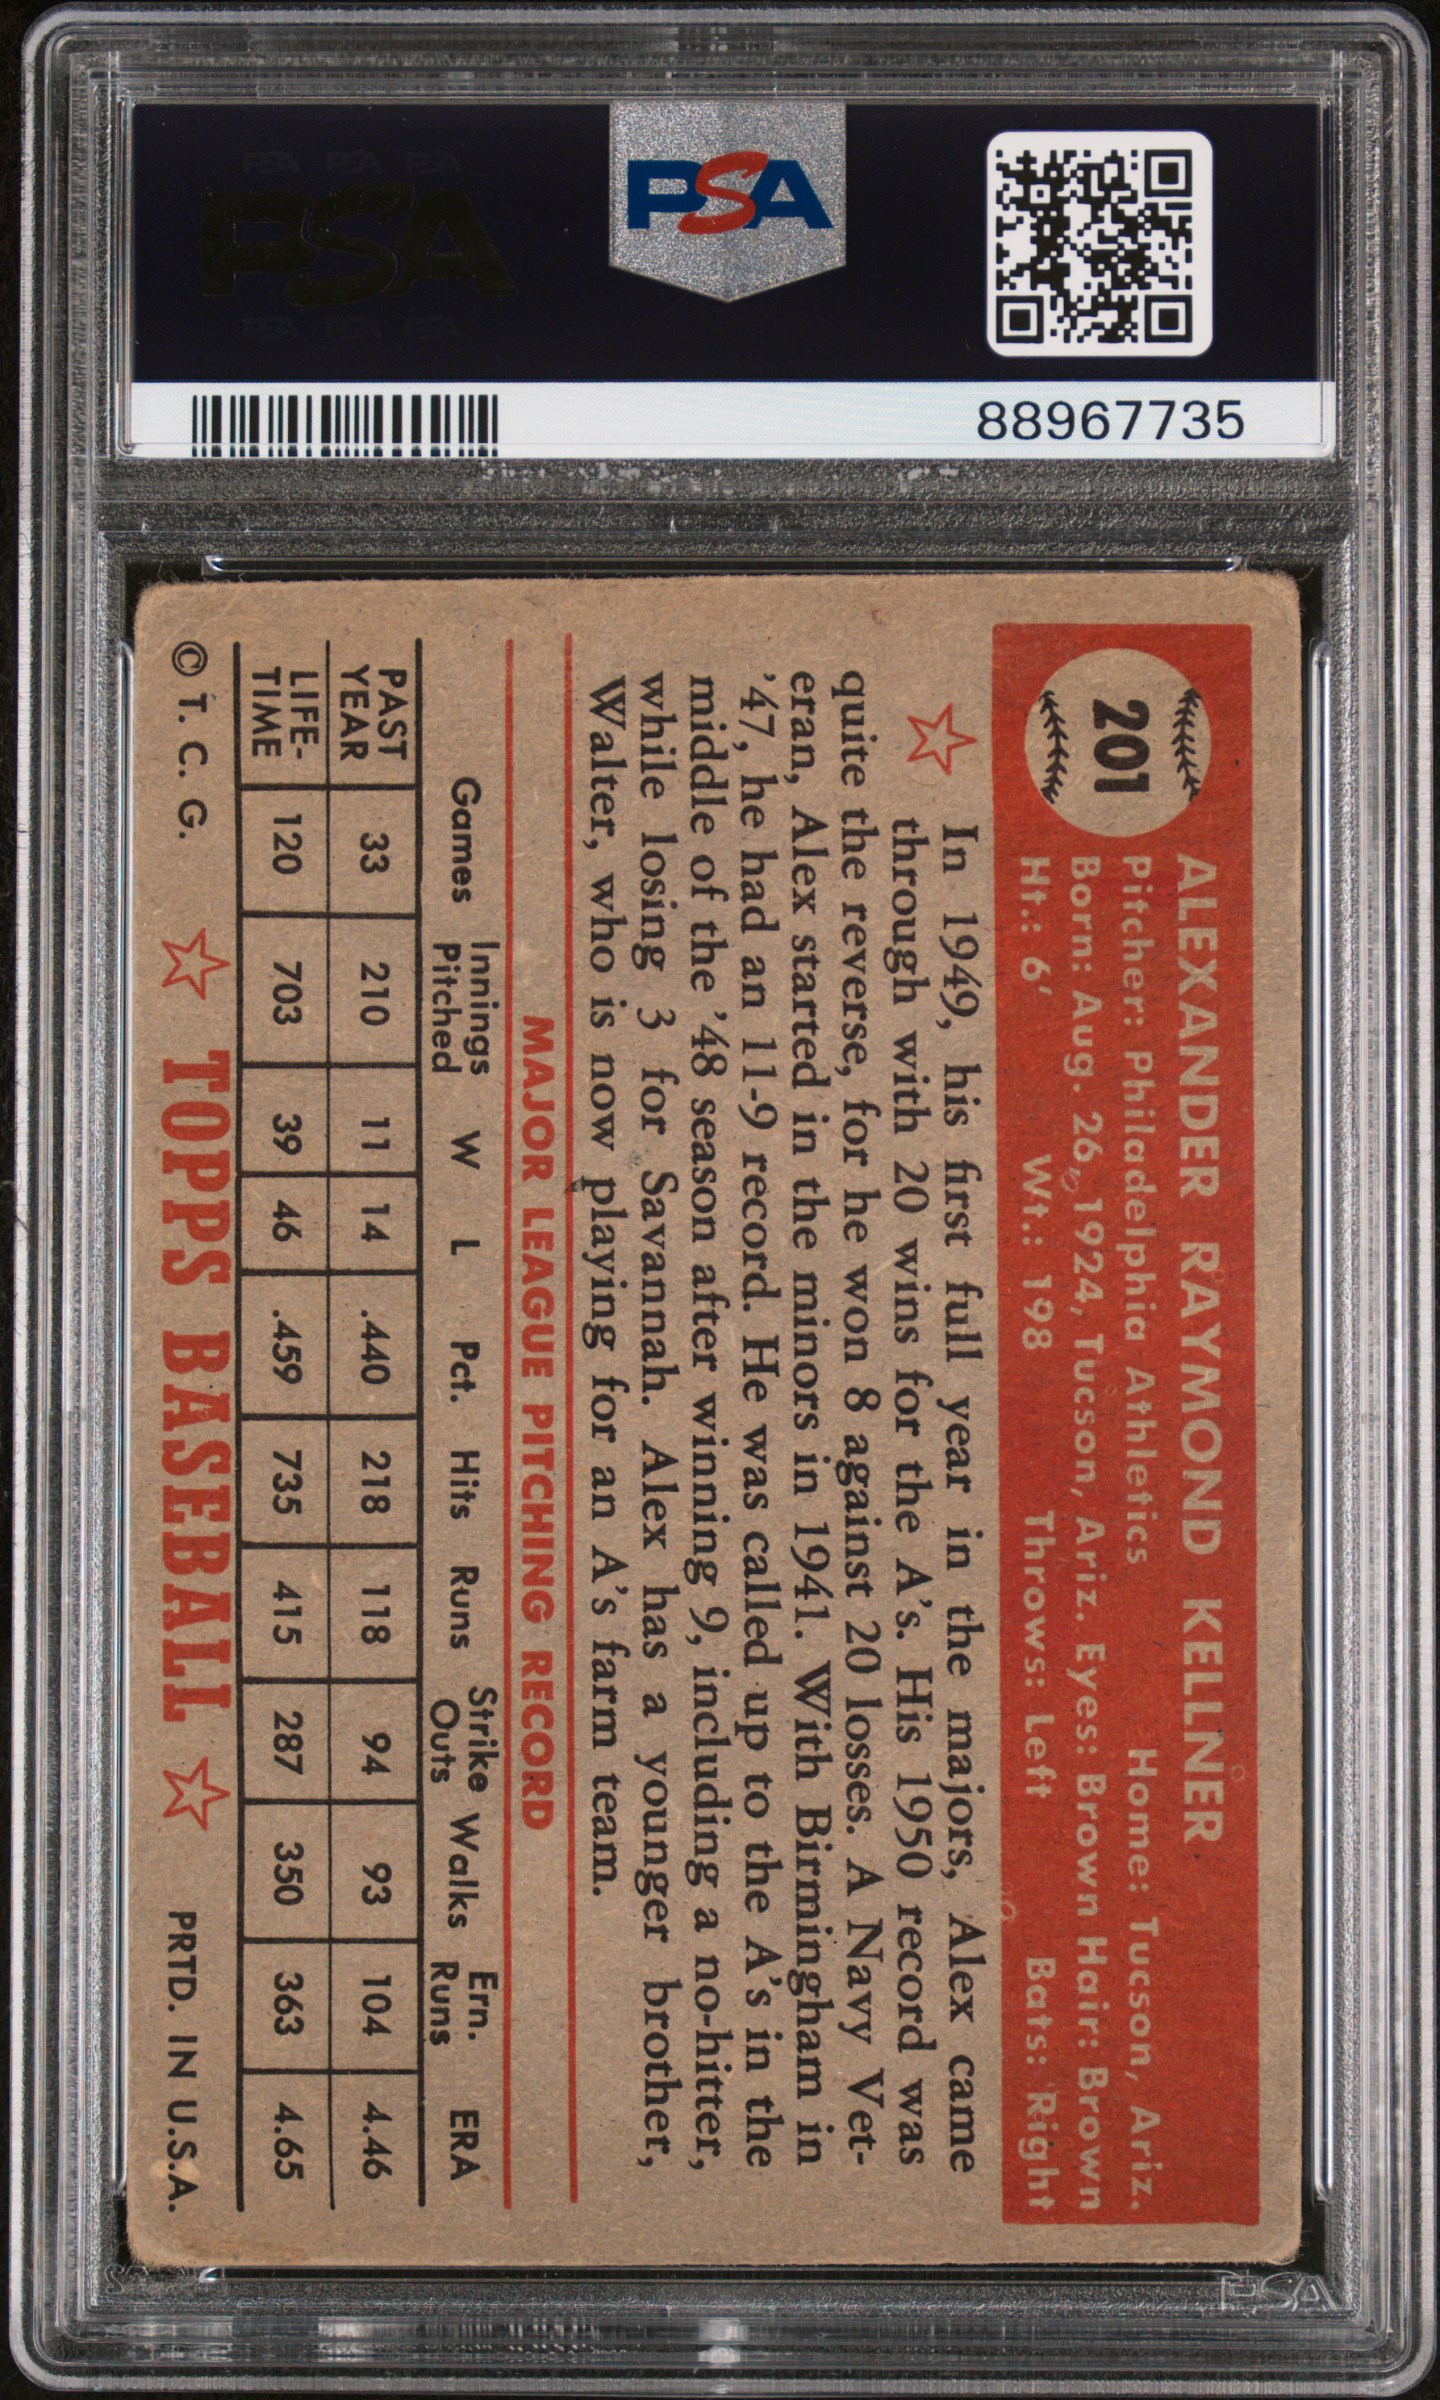 PSA PSA PSA
PSA
PSA PSA PSA
PSA
88967735
201
ALEXANDER RAYMOND KELLNER
Pitcher: Philadelphia Athletics Home: Tucson, Ariz.
Born: Aug. 26, 1924, Tucson, Ariz. Eyes: Brown Hair: Brown
Ht.: 6' Wt.: 198 Throws: Left Bats: Right
In 1949, his first full year in the majors, Alex came
through with 20 wins for the A's. His 1950 record was
quite the reverse, for he won 8 against 20 losses. A Navy Vet-
eran, Alex started in the minors in 1941. With Birmingham in
'47, he had an 11-9 record. He was called up to the A's in the
middle of the '48 season after winning 9, including a no-hitter,
while losing 3 for Savannah. Alex has a younger brother,
Walter, who is now playing for an A's farm team.
MAJOR LEAGUE PITCHING RECORD
Games Innings Pitched W L Pct. Hits Runs Strike Outs Walks Ern. Runs ERA
PAST YEAR 33 210 11 14 .440 218 118 94 93 104 4.46
LIFE-TIME 120 703 39 46 .459 735 415 287 350 363 4.65
© T. C. G. TOPPS BASEBALL PRTD. IN U.S.A.
PSA